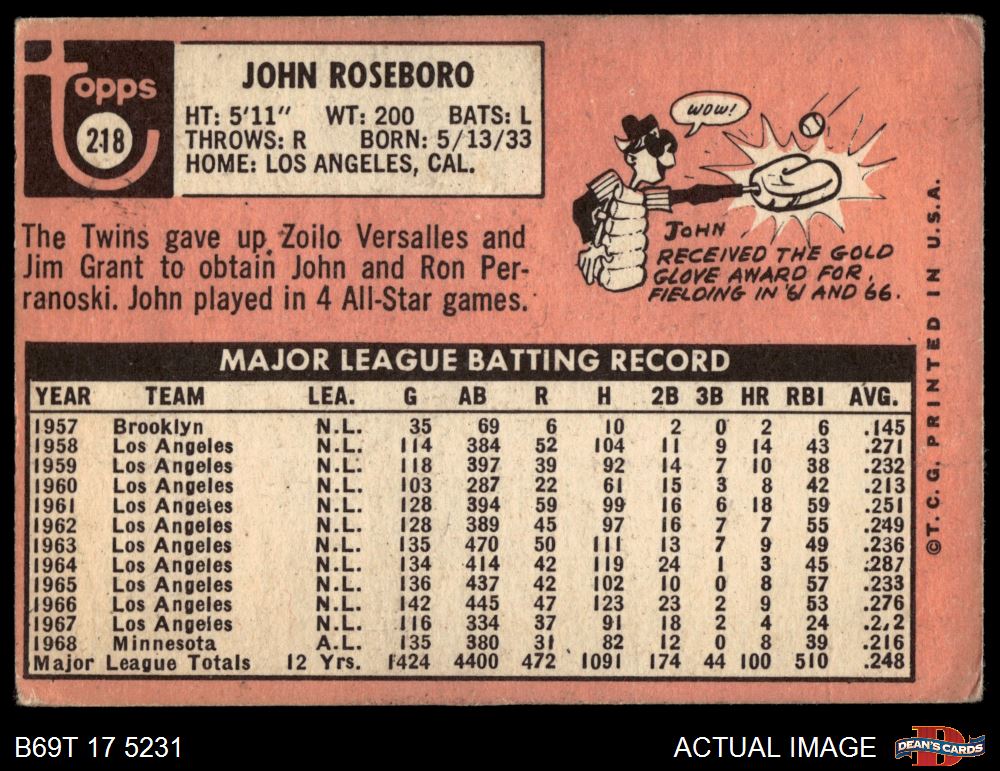 topps
218
JOHN ROSEBORO
HT: 5'11" WT: 200 BATS: L
THROWS: R BORN: 5/13/33
HOME: LOS ANGELES, CAL.
The Twins gave up Zoilo Versalles and
Jim Grant to obtain John and Ron Per-
ranoski. John played in 4 All-Star games.
WOW!
JOHN
RECEIVED THE GOLD
GLOVE AWARD FOR
FIELDING IN '61 AND 66.
MAJOR LEAGUE BATTING RECORD
YEAR TEAM LEA. G AB R H 2B 3B HR RBI AVG.
1957 Brooklyn N.L. 35 69 6 10 2 0 2 6 .145
1958 Los Angeles N.L. 114 384 52 104 11 9 14 43 .271
1959 Los Angeles N.L. 118 397 39 92 14 7 10 38 .232
1960 Los Angeles N.L. 103 287 22 61 15 3 8 42 .213
1961 Los Angeles N.L. 128 394 59 99 16 6 18 59 .251
1962 Los Angeles N.L. 128 389 45 97 16 7 7 55 .249
1963 Los Angeles N.L. 135 470 50 111 13 7 9 49 .236
1964 Los Angeles N.L. 134 414 42 119 24 1 3 45 .287
1965 Los Angeles N.L. 136 437 42 102 10 0 8 57 .233
1966 Los Angeles N.L. 142 445 47 123 23 2 9 53 .276
1967 Los Angeles N.L. 116 334 37 91 18 2 4 24
1968 Minnesota A.L. 135 380 31 82 12 0 8 39 .216
Major League Totals 12 Yrs. 1424 4400 472 1091 174 44 100 510 .248
©T. C. G. PRINTED IN U.S.A.
B69T 17 5231
ACTUAL IMAGE
D
DEAN'S CARDS